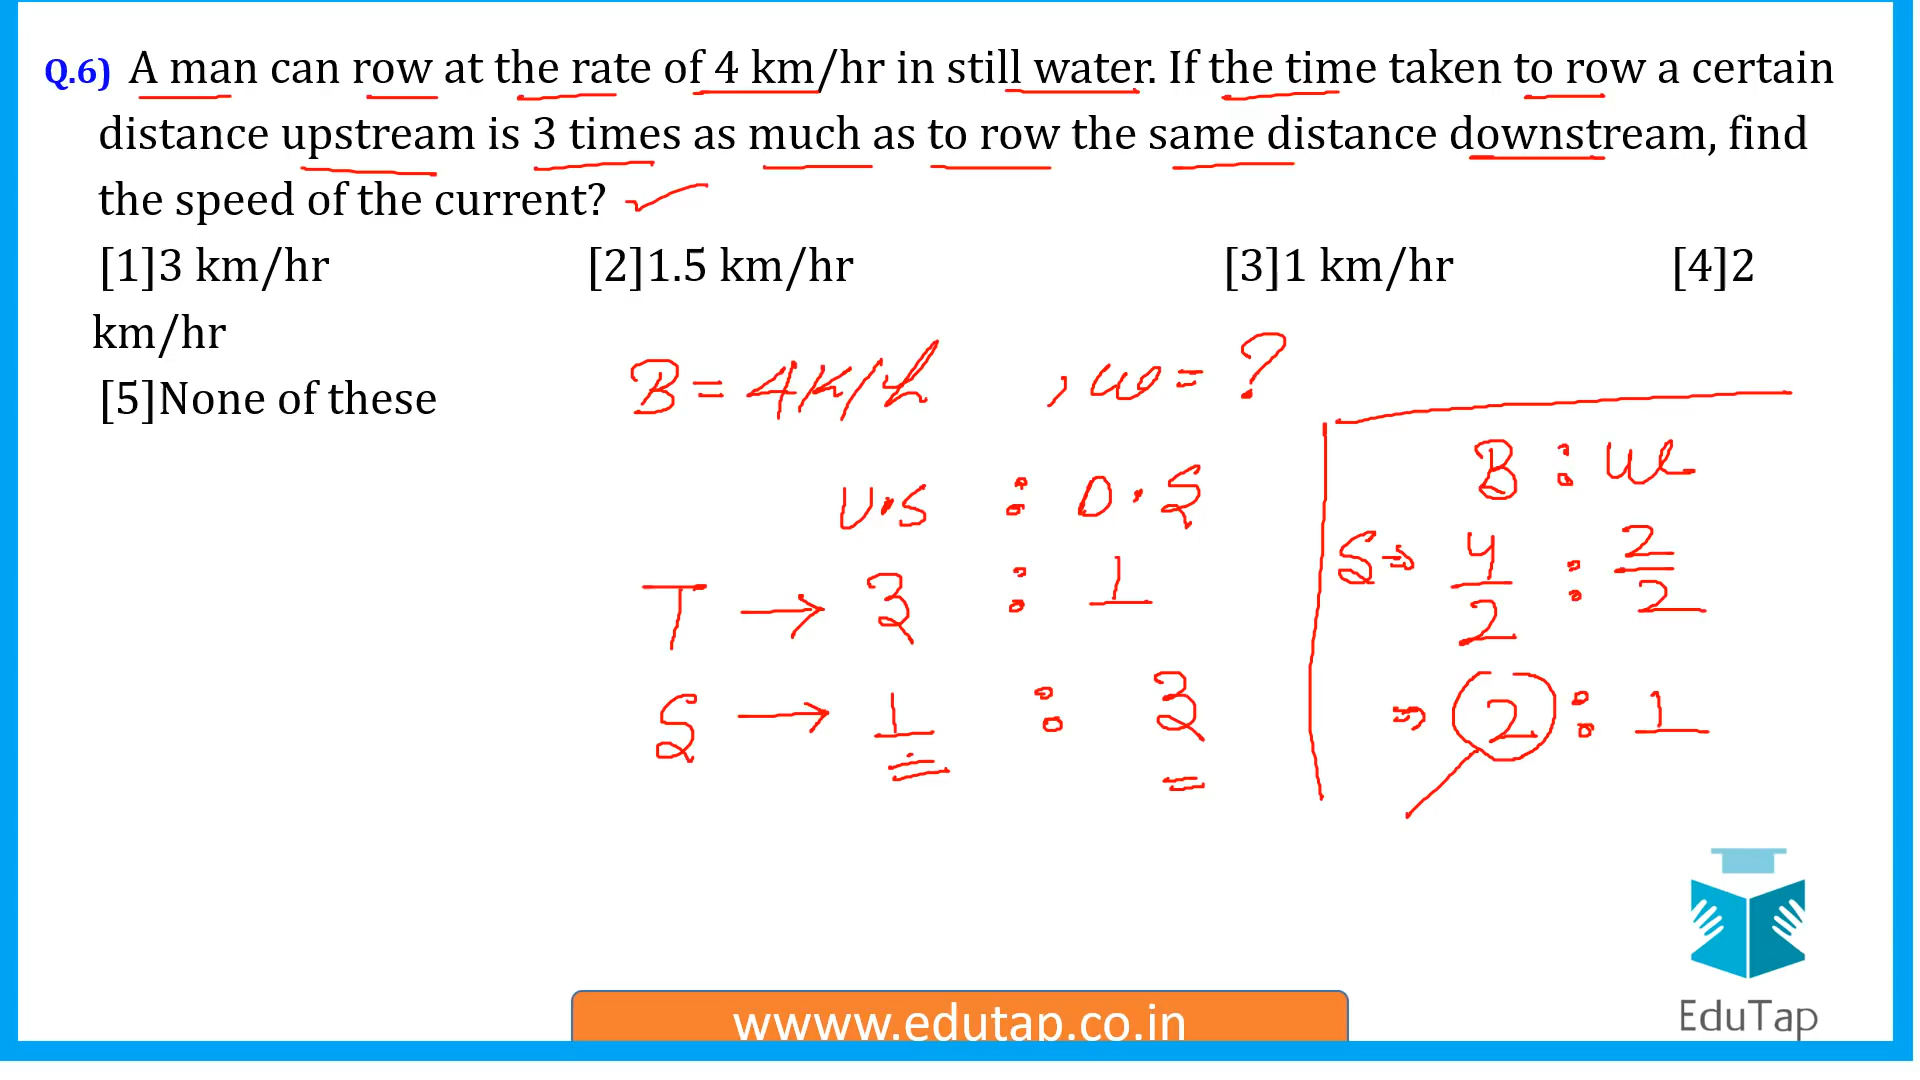 Q.6) A man can row at the rate of 4 km/hr in still water. If the time taken to row a certain
distance upstream is 3 times as much as to row the same distance downstream, find
the speed of the current?
[1]3 km/hr [2]1.5 km/hr [3]1 km/hr [4]2
km/hr
[5]None of these
B = 4k/h , w = ?
B : w
U.S : D.S
S ⇒ 4/2 : 2/2
T → 3 : 1
S → 1 : 3
⇒ 2 : 1
EduTap
wwww.edutap.co.in